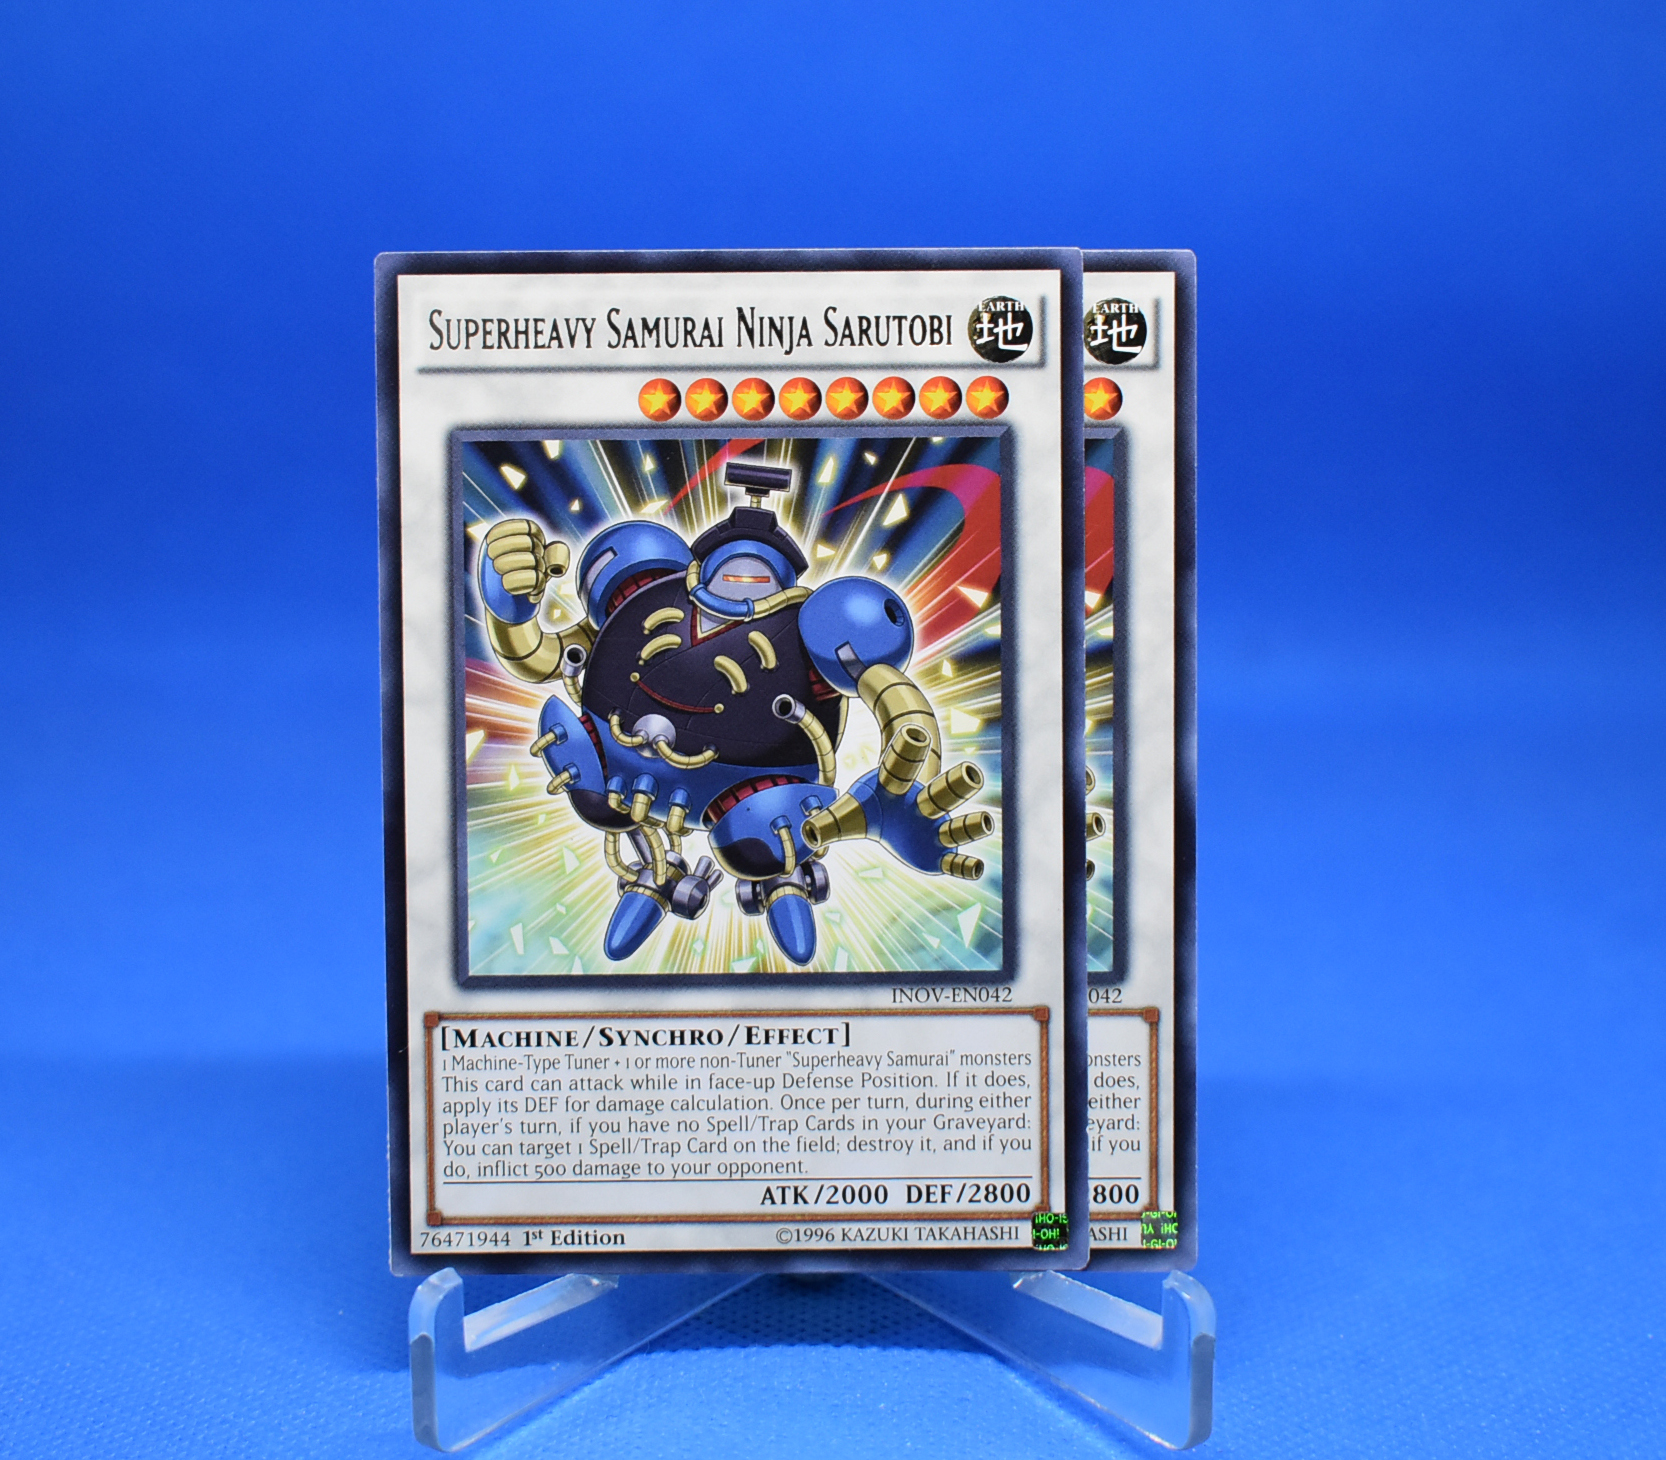 SUPERHEAVY SAMURAI NINJA SARUTOBI
EARTH
地
EARTH
地
INOV-EN042
042
[MACHINE/SYNCHRO/EFFECT]
1 Machine-Type Tuner + 1 or more non-Tuner "Superheavy Samurai" monsters
This card can attack while in face-up Defense Position. If it does,
apply its DEF for damage calculation. Once per turn, during either
player's turn, if you have no Spell/Trap Cards in your Graveyard:
You can target 1 Spell/Trap Card on the field; destroy it, and if you
do, inflict 500 damage to your opponent.
ATK/2000 DEF/2800
76471944 1st Edition
©1996 KAZUKI TAKAHASHI
onsters
does,
either
eyard:
if you
800
ASHI